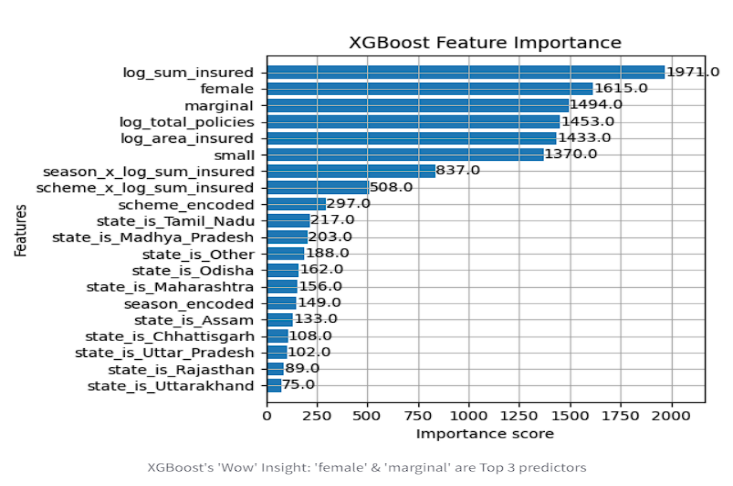 XGBoost Feature Importance
log_sum_insured 1971.0
female 1615.0
marginal 1494.0
log_total_policies 1453.0
log_area_insured 1433.0
small 1370.0
season_x_log_sum_insured 837.0
scheme_x_log_sum_insured 508.0
scheme_encoded 297.0
state_is_Tamil_Nadu 217.0
state_is_Madhya_Pradesh 203.0
state_is_Other 188.0
state_is_Odisha 162.0
state_is_Maharashtra 156.0
season_encoded 149.0
state_is_Assam 133.0
state_is_Chhattisgarh 108.0
state_is_Uttar_Pradesh 102.0
state_is_Rajasthan 89.0
state_is_Uttarakhand 75.0
Features
0 250 500 750 1000 1250 1500 1750 2000
Importance score
XGBoost's 'Wow' Insight: 'female' & 'marginal' are Top 3 predictors